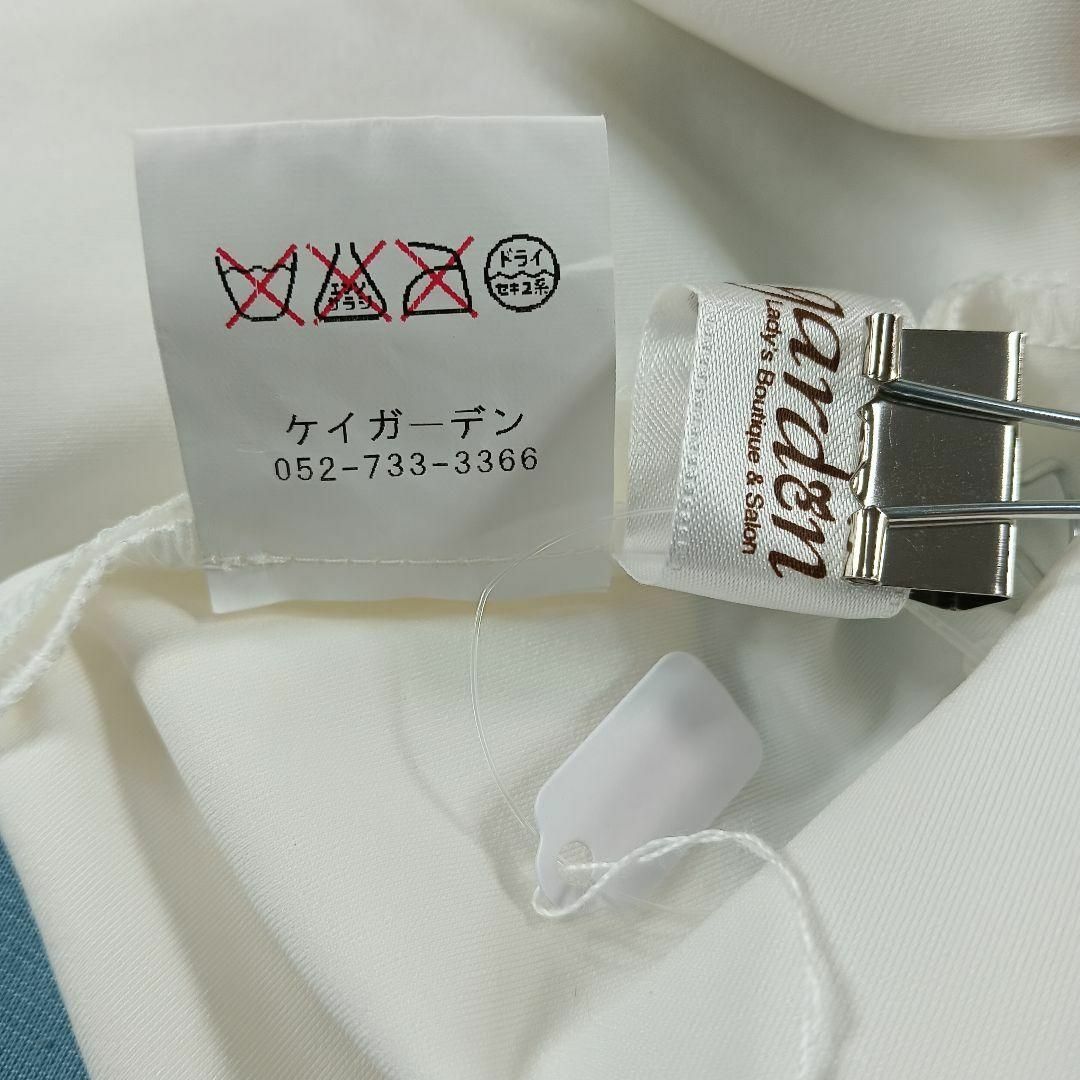 エンソ
サラシ
ドライ
セキユ系
ケイガーデン
052-733-3366
garden
Lady's Boutique & Salon